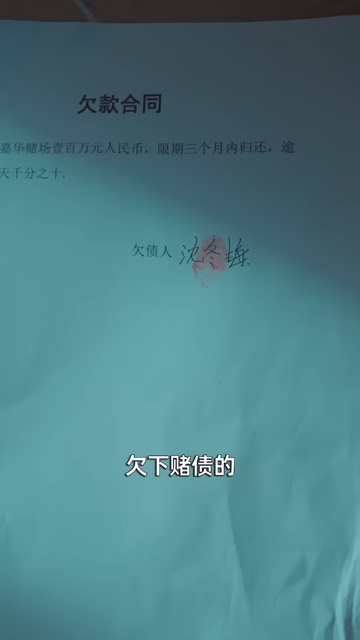 欠款合同
嘉华赌场壹百万元人民币，限期三个月内归还，逾
天千分之十.
欠债人 沈冬梅
欠下赌债的